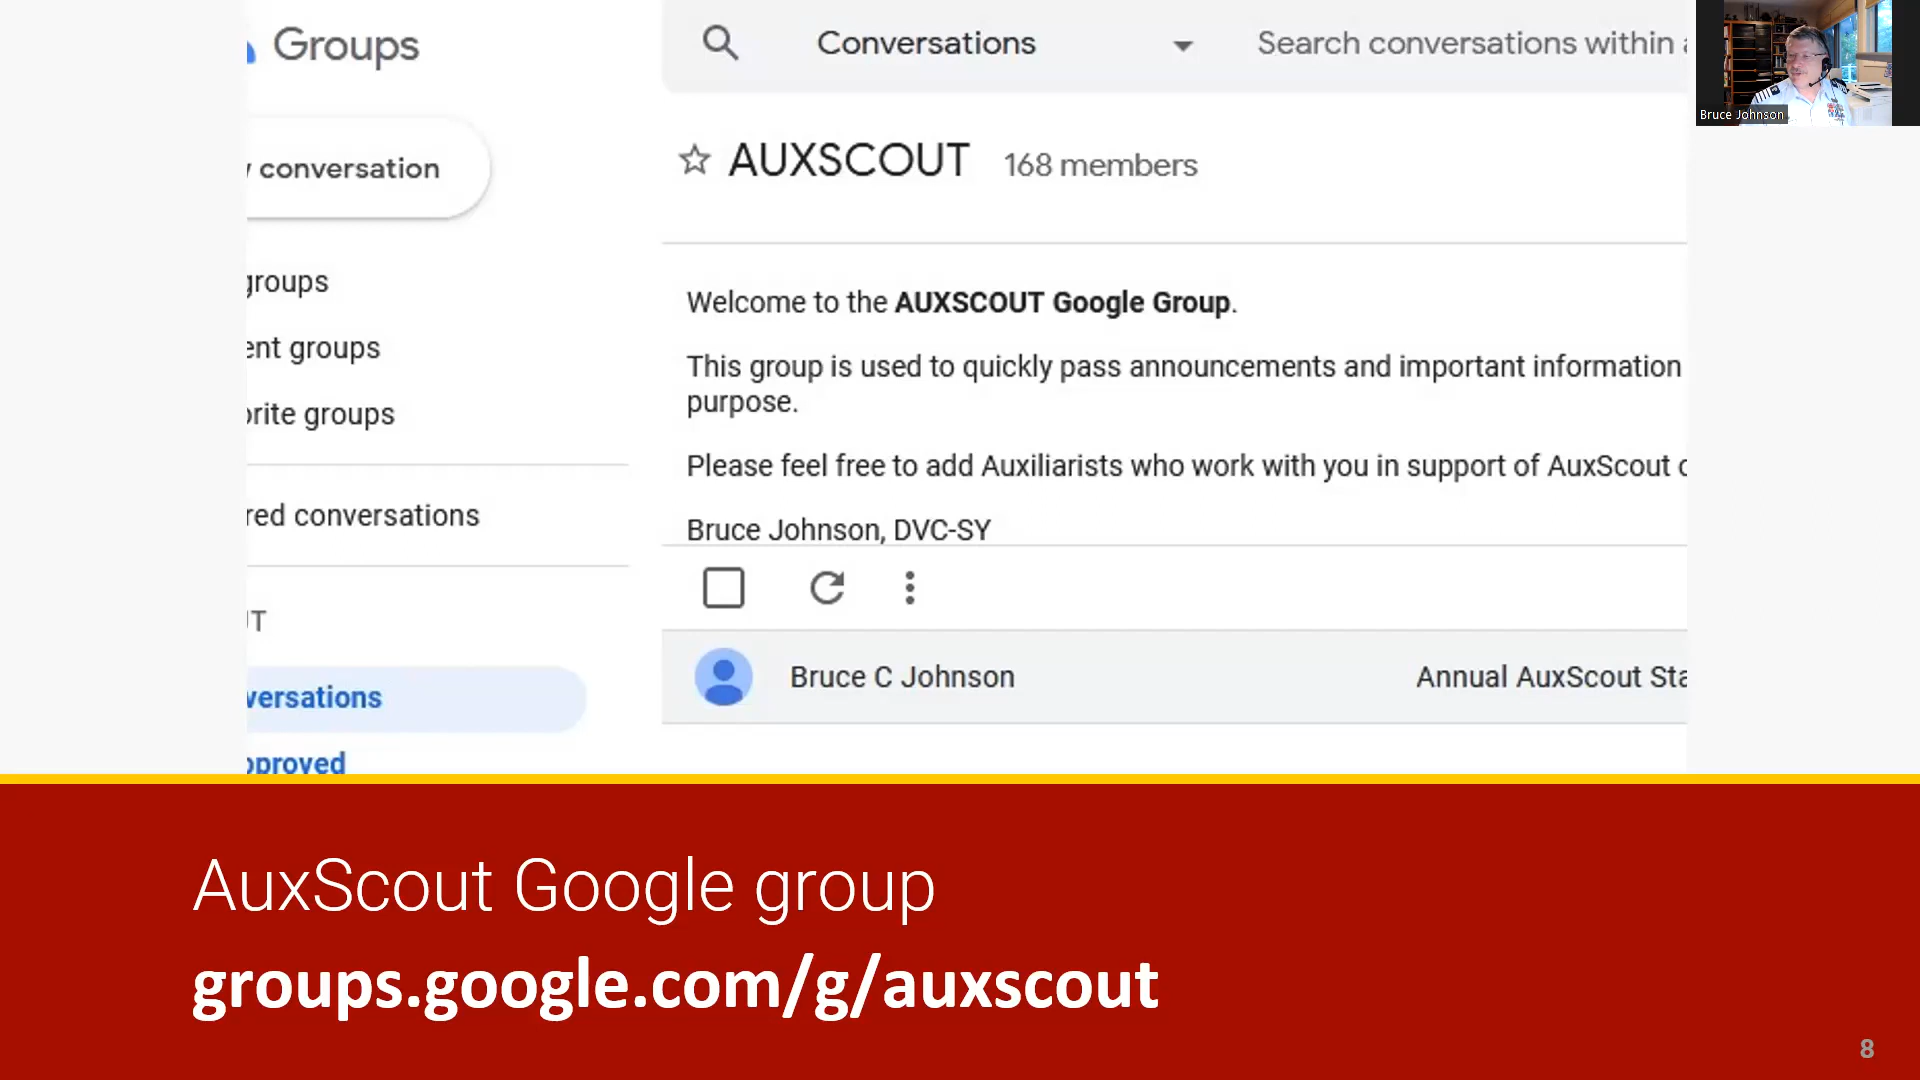 Groups
Conversations
Search conversations within
Bruce Johnson
conversation
AUXSCOUT 168 members
groups
ent groups
orite groups
red conversations
UT
versations
pproved
Welcome to the AUXSCOUT Google Group.
This group is used to quickly pass announcements and important information
purpose.
Please feel free to add Auxiliarists who work with you in support of AuxScout
Bruce Johnson, DVC-SY
Bruce C Johnson
Annual AuxScout Sta
AuxScout Google group
groups.google.com/g/auxscout
8